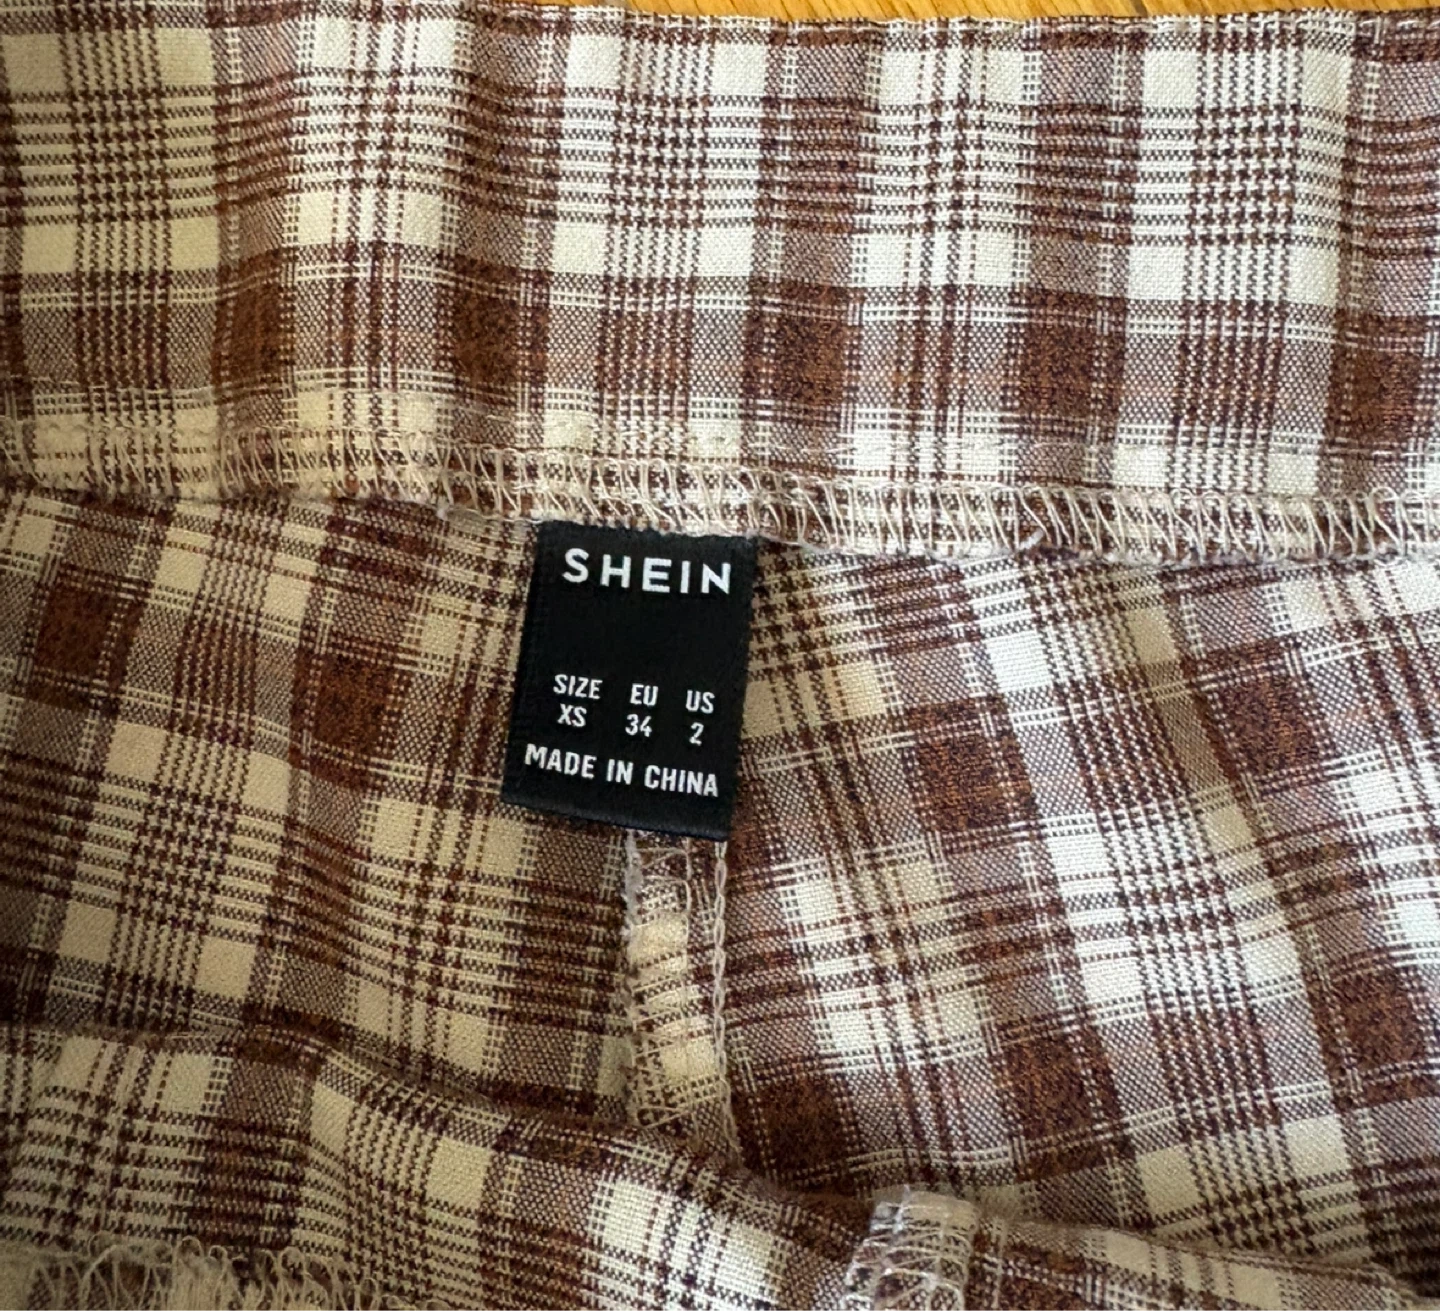 SHEIN
SIZE EU US
XS 34 2
MADE IN CHINA